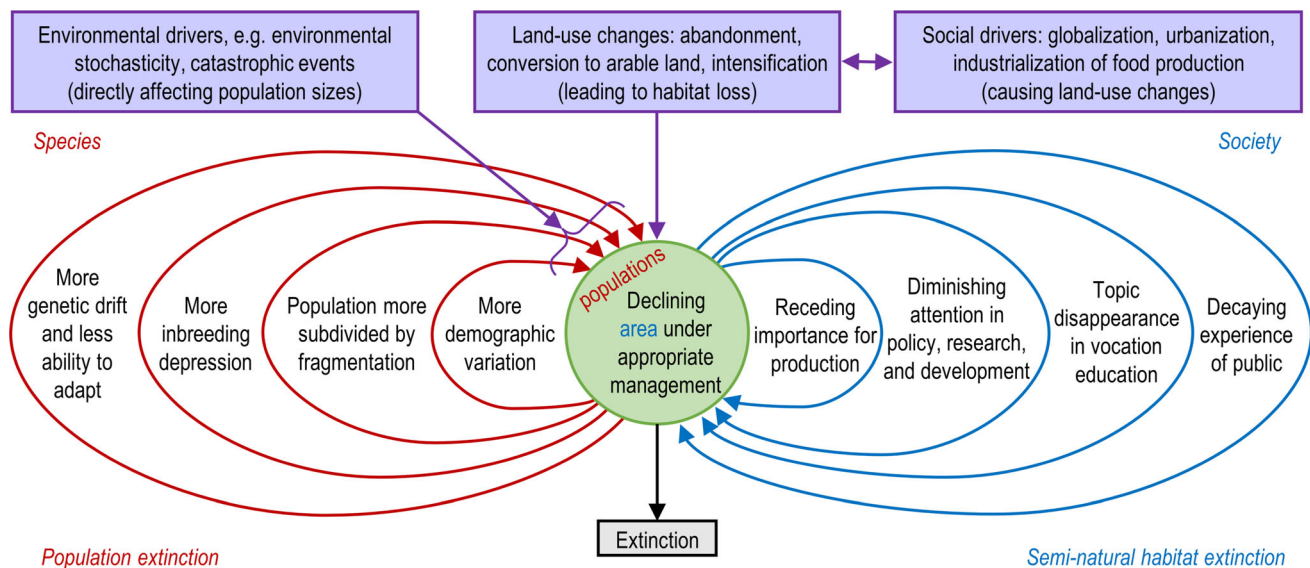 Environmental drivers, e.g. environmental
stochasticity, catastrophic events
(directly affecting population sizes)
Land-use changes: abandonment,
conversion to arable land, intensification
(leading to habitat loss)
Social drivers: globalization, urbanization,
industrialization of food production
(causing land-use changes)
Species
Society
More
genetic drift
and less
ability to
adapt
More
inbreeding
depression
Population more
subdivided by
fragmentation
More
demographic
variation
populations
Declining
area under
appropriate
management
Receding
importance for
production
Diminishing
attention in
policy, research,
and development
Topic
disappearance
in vocation
education
Decaying
experience
of public
Extinction
Population extinction
Semi-natural habitat extinction